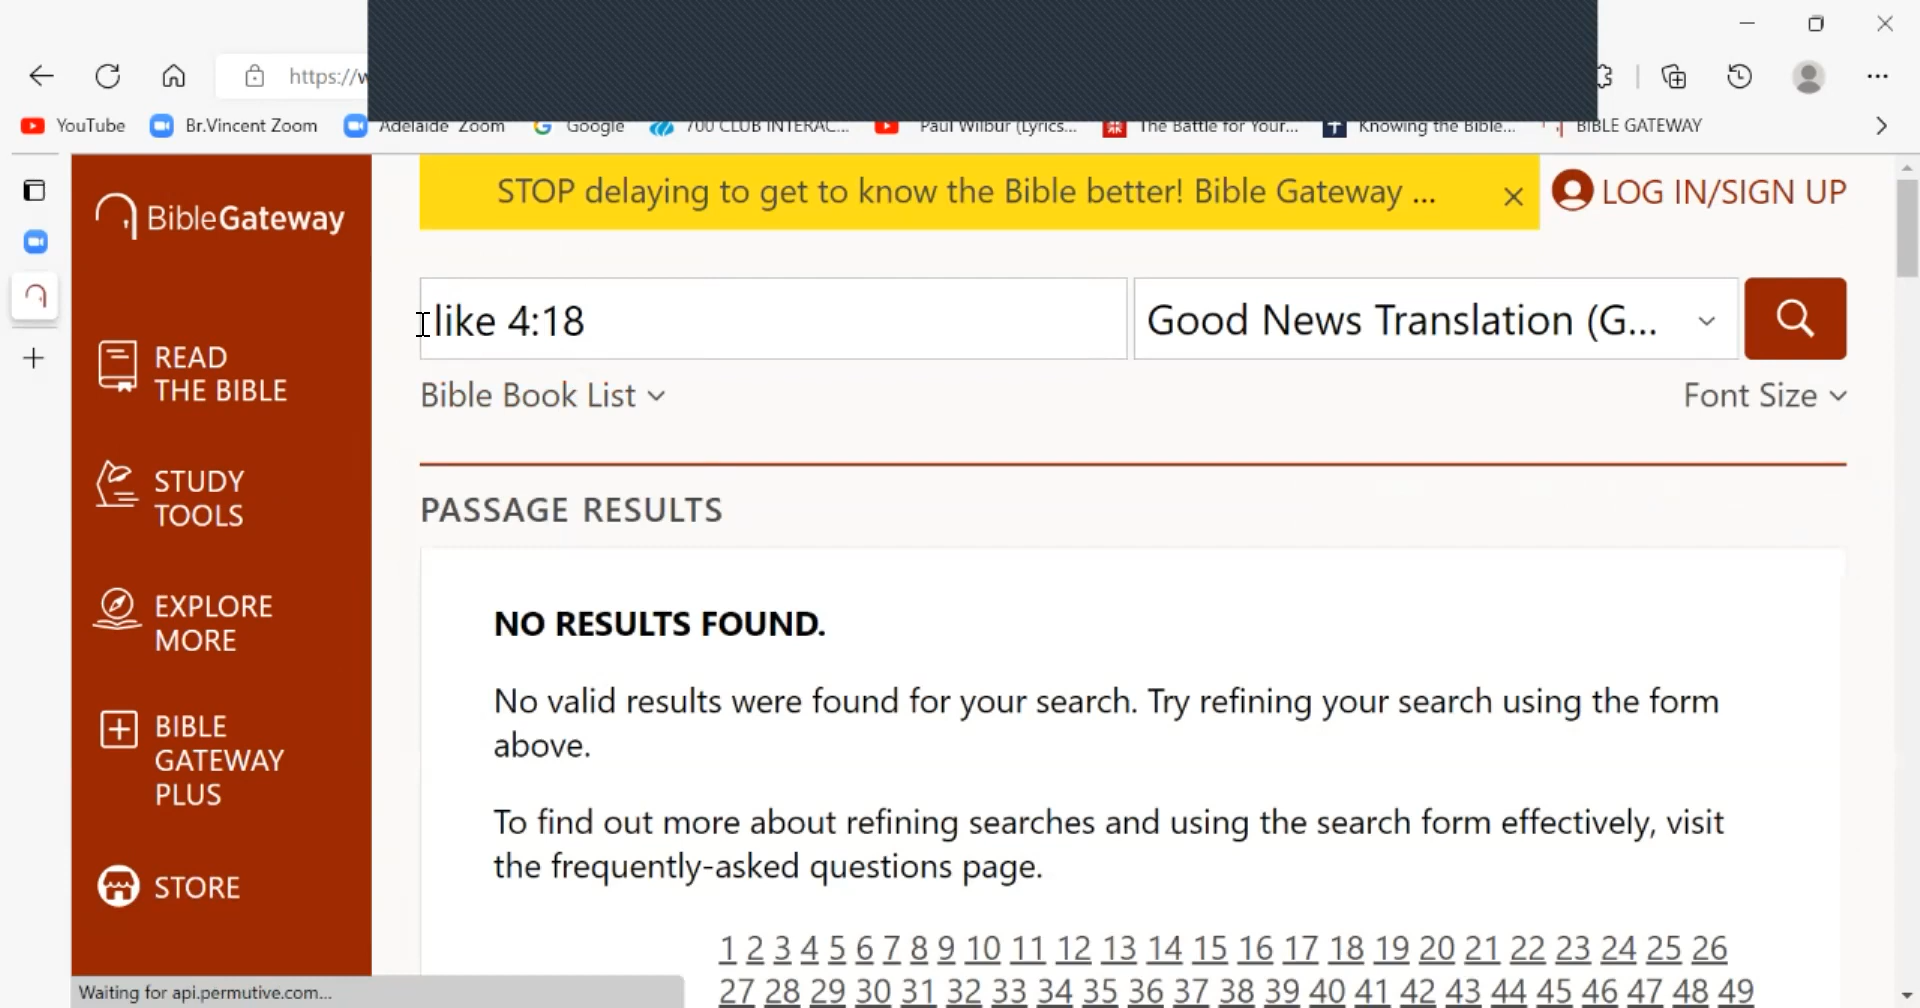 https://w
YouTube Br.Vincent Zoom Adelaide Zoom Google 700 CLUB INTERAC... Paul Wilbur (Lyrics... The Battle for Your... Knowing the Bible... BIBLE GATEWAY
BibleGateway
STOP delaying to get to know the Bible better! Bible Gateway ...
LOG IN/SIGN UP
like 4:18
Good News Translation (G...
Bible Book List
Font Size
READ
THE BIBLE
STUDY
TOOLS
EXPLORE
MORE
BIBLE
GATEWAY
PLUS
STORE
PASSAGE RESULTS
NO RESULTS FOUND.
No valid results were found for your search. Try refining your search using the form
above.
To find out more about refining searches and using the search form effectively, visit
the frequently-asked questions page.
1 2 3 4 5 6 7 8 9 10 11 12 13 14 15 16 17 18 19 20 21 22 23 24 25 26
27 28 29 30 31 32 33 34 35 36 37 38 39 40 41 42 43 44 45 46 47 48 49
Waiting for api.permutive.com...